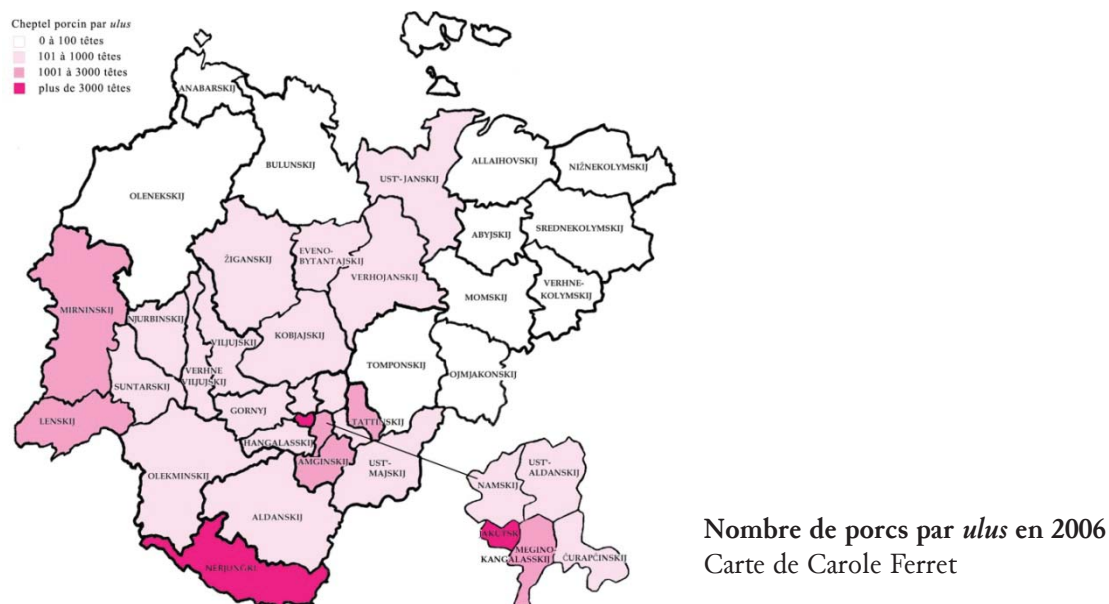 Cheptel porcin par ulus
0 à 100 têtes
101 à 1000 têtes
1001 à 3000 têtes
plus de 3000 têtes
ANABARSKIJ
BULUNSKIJ
OLENEKSKIJ
UST'-JANSKIJ
ALLAIHOVSKIJ
NIŽNEKOLYMSKIJ
ABYJSKIJ
SREDNEKOLYMSKIJ
ŽIGANSKIJ
EVENO-
BYTANTAJSKIJ
VERHOJANSKIJ
MOMSKIJ
VERHNE-
KOLYMSKIJ
MIRNINSKIJ
NJURBINSKIJ
VILJUJSKIJ
KOBJAJSKIJ
TOMPONSKIJ
OJMJAKONSKIJ
SUNTARSKIJ
VERHNE
VILJUJSKIJ
GORNYJ
LENSKIJ
TATTINSKIJ
HANGALASSKIJ
AMGINSKIJ
UST'-
MAJSKIJ
OLEKMINSKIJ
ALDANSKIJ
NAMSKIJ
UST'-
ALDANSKIJ
MEGINO-
KANGALASSKIJ
ČURAPČINSKIJ
Nombre de porcs par ulus en 2006
Carte de Carole Ferret